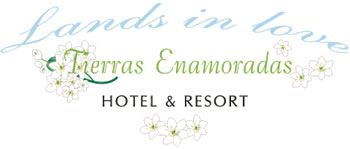 Lands in love
Tierras Enamoradas
HOTEL & RESORT